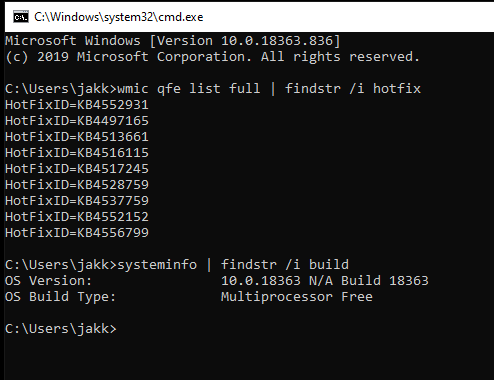 C:\Windows\system32\cmd.exe
Microsoft Windows [Version 10.0.18363.836]
(c) 2019 Microsoft Corporation. All rights reserved.
C:\Users\jakk>wmic qfe list full | findstr /i hotfix
HotFixID=KB4552931
HotFixID=KB4497165
HotFixID=KB4513661
HotFixID=KB4516115
HotFixID=KB4517245
HotFixID=KB4528759
HotFixID=KB4537759
HotFixID=KB4552152
HotFixID=KB4556799
C:\Users\jakk>systeminfo | findstr /i build
OS Version:                10.0.18363 N/A Build 18363
OS Build Type:             Multiprocessor Free
C:\Users\jakk>